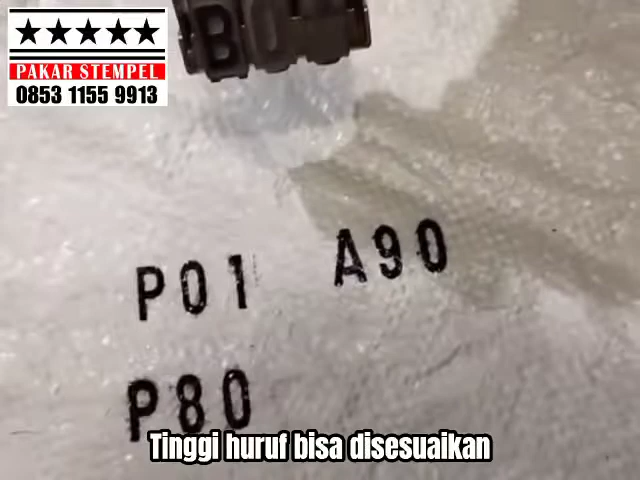 PAKAR STEMPEL
0853 1155 9913
B
P01 A90
P80
Tinggi huruf bisa disesuaikan